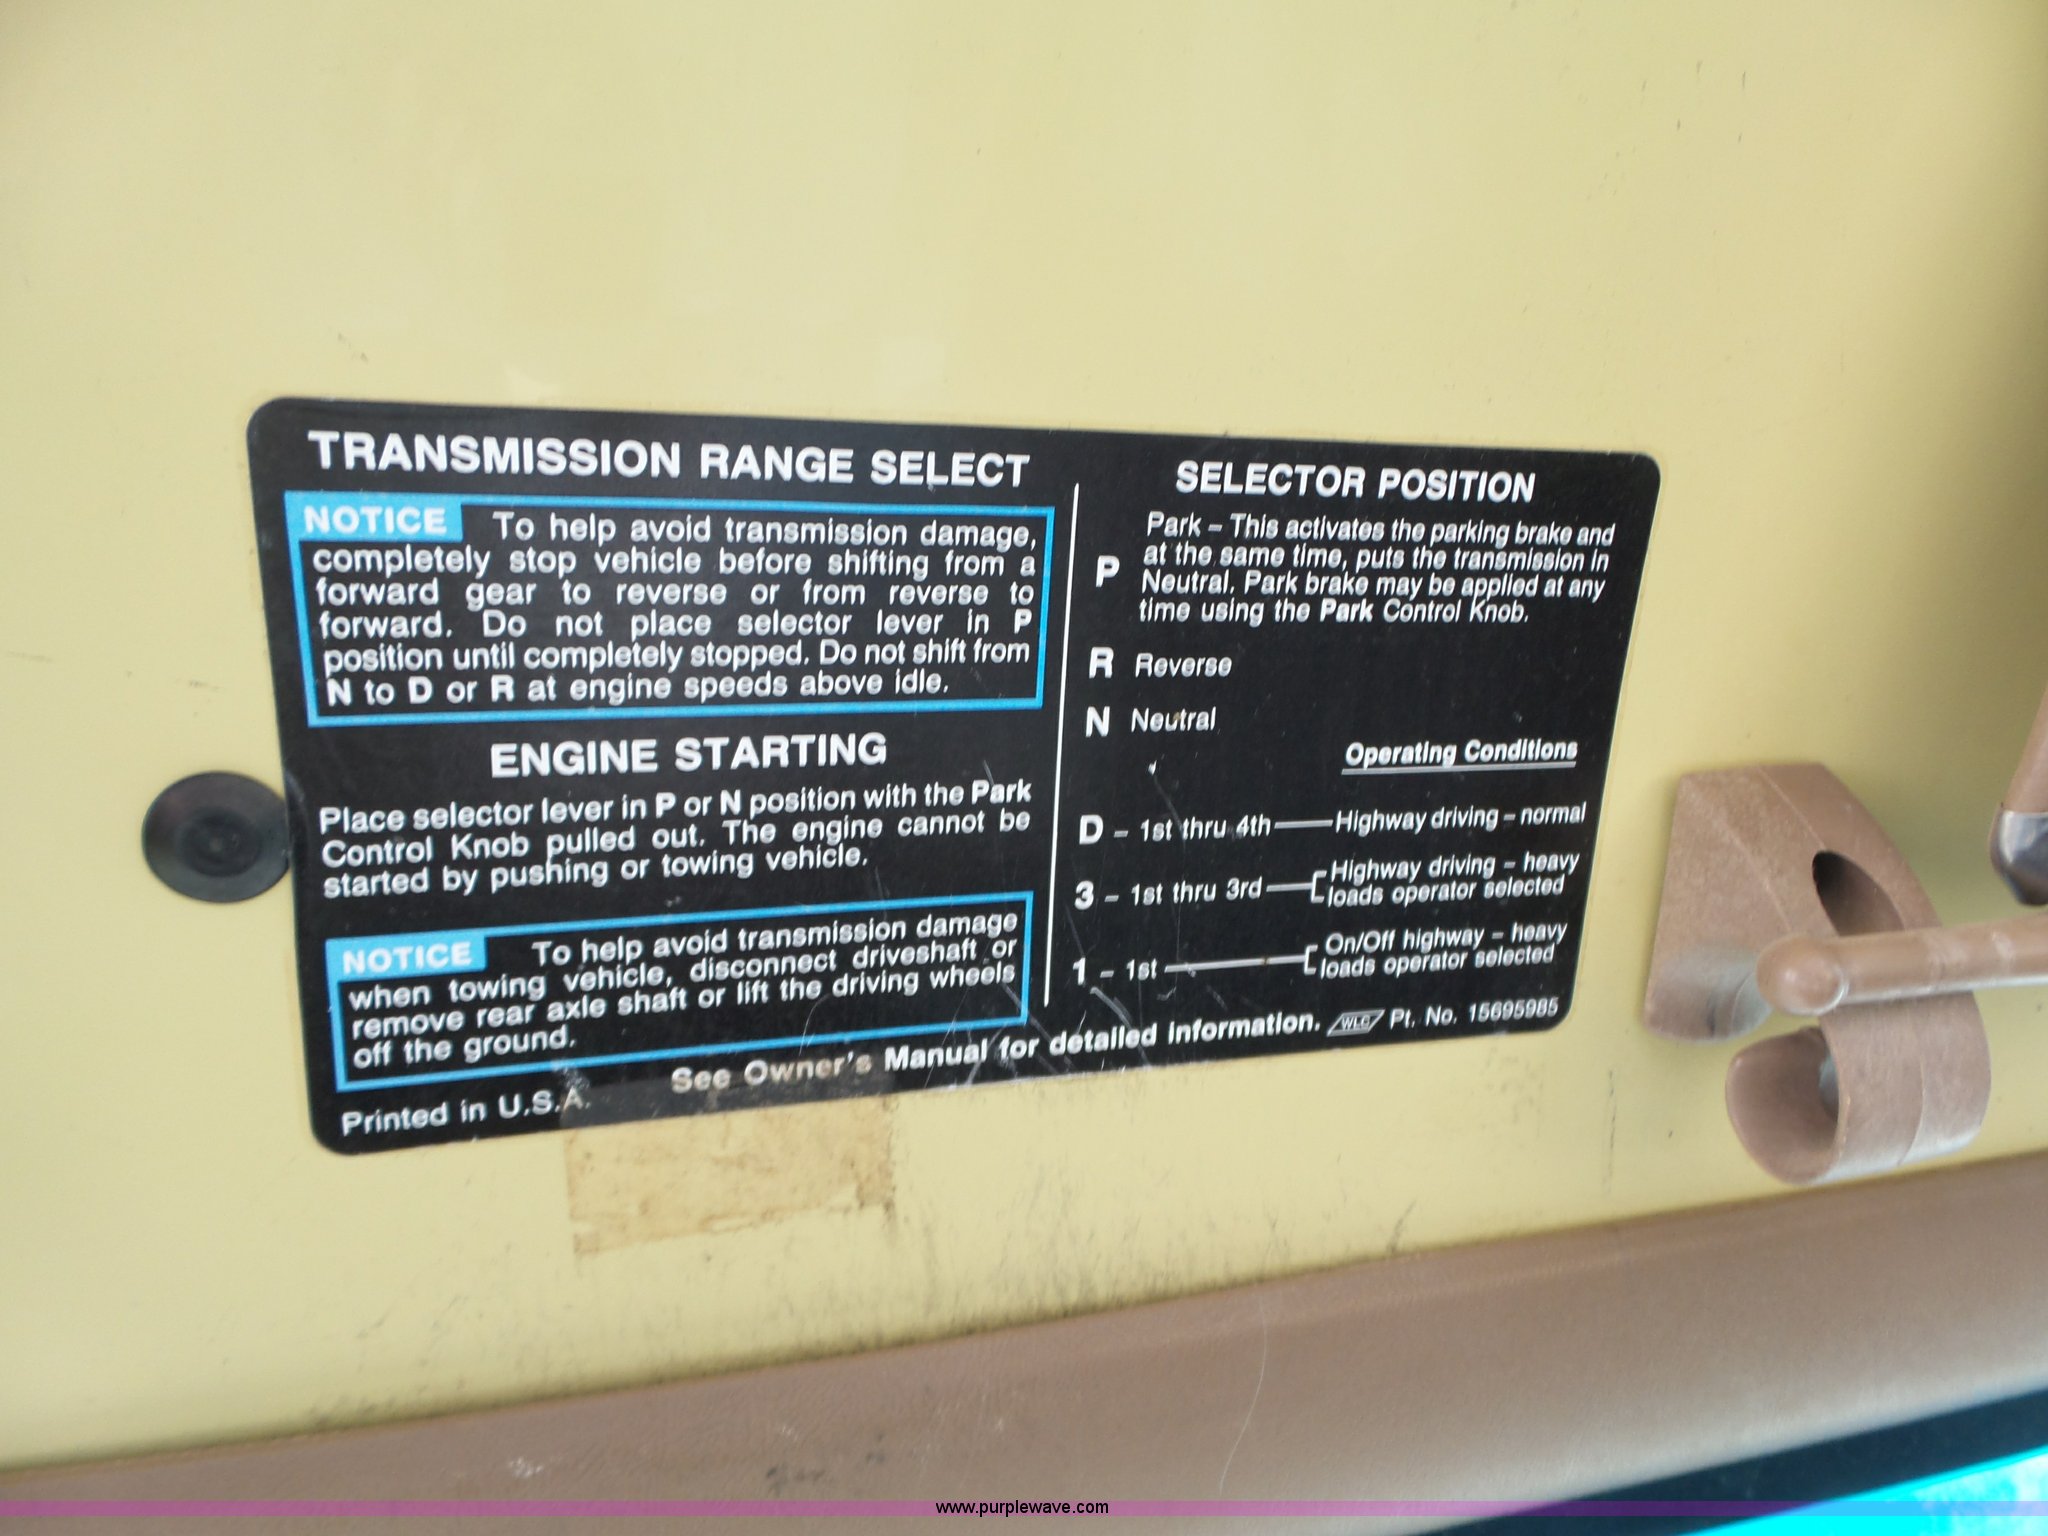 TRANSMISSION RANGE SELECT
NOTICE To help avoid transmission damage,
completely stop vehicle before shifting from a
forward gear to reverse or from reverse to
forward. Do not place selector lever in P
position until completely stopped. Do not shift from
N to D or R at engine speeds above idle.
ENGINE STARTING
Place selector lever in P or N position with the Park
Control Knob pulled out. The engine cannot be
started by pushing or towing vehicle.
NOTICE To help avoid transmission damage
when towing vehicle, disconnect driveshaft or
remove rear axle shaft or lift the driving wheels
off the ground.
SELECTOR POSITION
Park – This activates the parking brake and
at the same time, puts the transmission in
P Neutral. Park brake may be applied at any
time using the Park Control Knob.
R Reverse
N Neutral
Operating Conditions
D – 1st thru 4th — Highway driving – normal
3 – 1st thru 3rd — Highway driving – heavy
loads operator selected
1 – 1st — On/Off highway – heavy
loads operator selected
Printed in U.S.A. See Owner's Manual for detailed information. WLC Pt. No. 15695985
www.purplewave.com